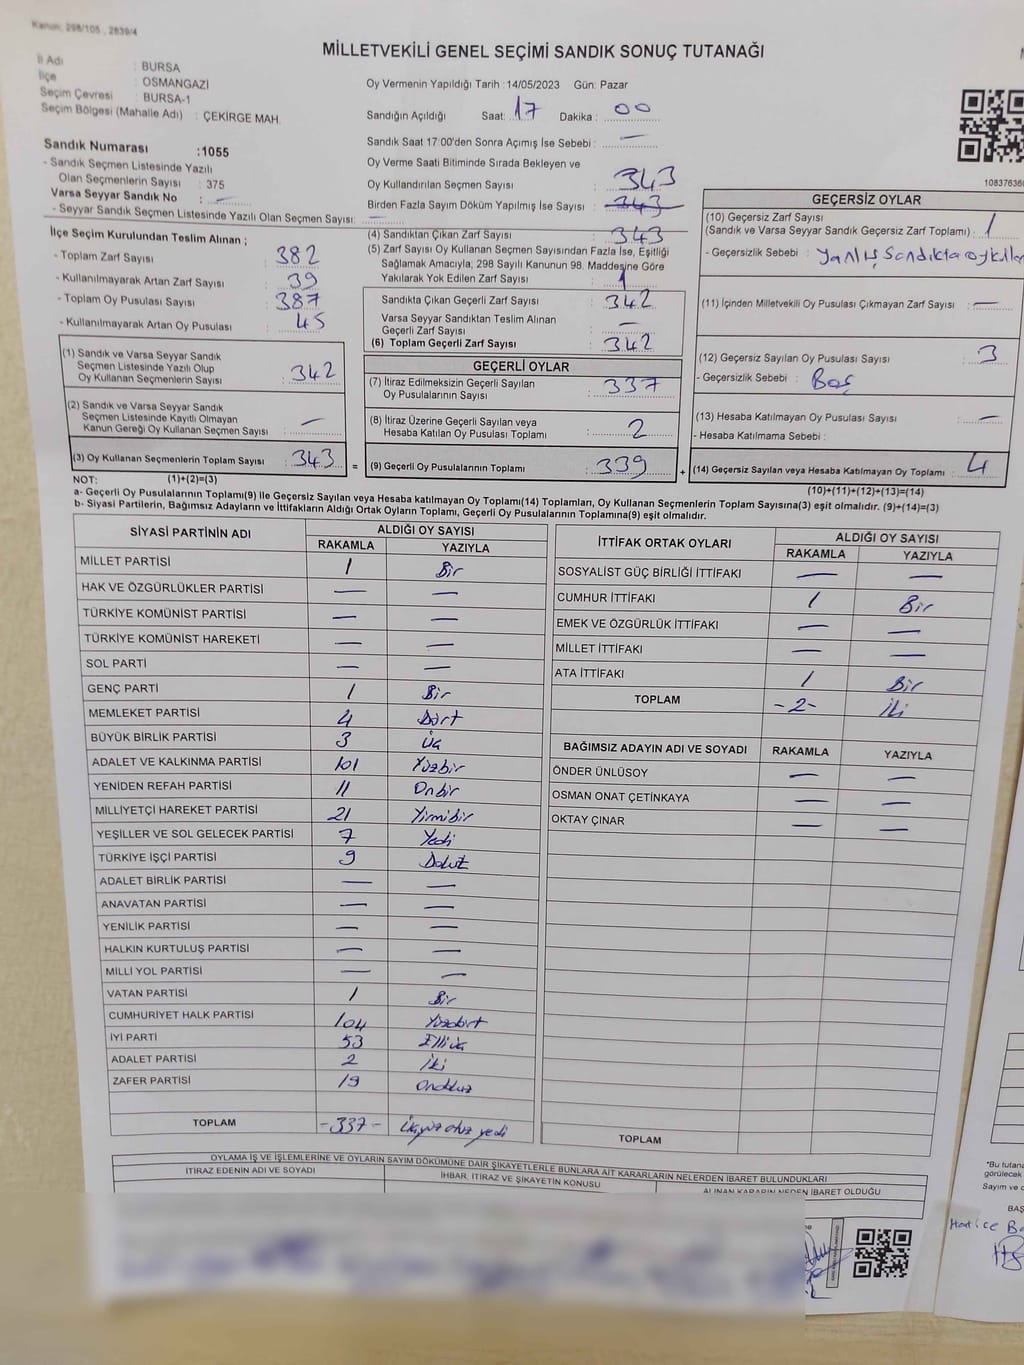 Kanun; 298/105 , 2839/4
MİLLETVEKİLİ GENEL SEÇİMİ SANDIK SONUÇ TUTANAĞI
İl Adı : BURSA
İlçe : OSMANGAZİ
Seçim Çevresi : BURSA-1
Seçim Bölgesi (Mahalle Adı) : ÇEKİRGE MAH.
Sandık Numarası :1055
- Sandık Seçmen Listesinde Yazılı
Olan Seçmenlerin Sayısı : 375
Varsa Seyyar Sandık No : —
- Seyyar Sandık Seçmen Listesinde Yazılı Olan Seçmen Sayısı: —
Oy Vermenin Yapıldığı Tarih :14/05/2023 Gün: Pazar
Sandığın Açıldığı Saat: 17 Dakika : 00
Sandık Saat 17:00'den Sonra Açımış İse Sebebi : —
Oy Verme Saati Bitiminde Sırada Bekleyen ve
Oy Kullandırılan Seçmen Sayısı : 343
Birden Fazla Sayım Döküm Yapılmış İse Sayısı : 343
İlçe Seçim Kurulundan Teslim Alınan ;
- Toplam Zarf Sayısı : 382
- Kullanılmayarak Artan Zarf Sayısı : 39
- Toplam Oy Pusulası Sayısı : 387
- Kullanılmayarak Artan Oy Pusulası : 45
(4) Sandıktan Çıkan Zarf Sayısı : 343
(5) Zarf Sayısı Oy Kullanan Seçmen Sayısından Fazla İse, Eşitliği
Sağlamak Amacıyla; 298 Sayılı Kanunun 98. Maddesine Göre
Yakılarak Yok Edilen Zarf Sayısı : 1
Sandıkta Çıkan Geçerli Zarf Sayısı : 342
Varsa Seyyar Sandıktan Teslim Alınan
Geçerli Zarf Sayısı : —
(6) Toplam Geçerli Zarf Sayısı : 342
(1) Sandık ve Varsa Seyyar Sandık
Seçmen Listesinde Yazılı Olup
Oy Kullanan Seçmenlerin Sayısı : 342
(2) Sandık ve Varsa Seyyar Sandık
Seçmen Listesinde Kayıtlı Olmayan
Kanun Gereği Oy Kullanan Seçmen Sayısı : —
(3) Oy Kullanan Seçmenlerin Toplam Sayısı : 343
GEÇERLİ OYLAR
(7) İtiraz Edilmeksizin Geçerli Sayılan
Oy Pusulalarının Sayısı : 337
(8) İtiraz Üzerine Geçerli Sayılan veya
Hesaba Katılan Oy Pusulası Toplamı : 2
= (9) Geçerli Oy Pusulalarının Toplamı : 339
108376360
GEÇERSİZ OYLAR
(10) Geçersiz Zarf Sayısı
(Sandık ve Varsa Seyyar Sandık Geçersiz Zarf Toplamı) : 1
- Geçersizlik Sebebi : Yanlış Sandıkta oy kullan
(11) İçinden Milletvekili Oy Pusulası Çıkmayan Zarf Sayısı : —
(12) Geçersiz Sayılan Oy Pusulası Sayısı : 3
- Geçersizlik Sebebi : Boş
(13) Hesaba Katılmayan Oy Pusulası Sayısı : —
- Hesaba Katılmama Sebebi :
+ (14) Geçersiz Sayılan veya Hesaba Katılmayan Oy Toplamı : 4
NOT: (1)+(2)=(3)
(10)+(11)+(12)+(13)=(14)
a- Geçerli Oy Pusulalarının Toplamı(9) ile Geçersiz Sayılan veya Hesaba katılmayan Oy Toplamı(14) Toplamları, Oy Kullanan Seçmenlerin Toplam Sayısına(3) eşit olmalıdır. (9)+(14)=(3)
b- Siyasi Partilerin, Bağımsız Adayların ve İttifakların Aldığı Ortak Oyların Toplamı, Geçerli Oy Pusulalarının Toplamına(9) eşit olmalıdır.
SİYASİ PARTİNİN ADI ALDIĞI OY SAYISI
RAKAMLA YAZIYLA
MİLLET PARTİSİ 1 Bir
HAK VE ÖZGÜRLÜKLER PARTİSİ — —
TÜRKİYE KOMÜNİST PARTİSİ — —
TÜRKİYE KOMÜNİST HAREKETİ — —
SOL PARTİ — —
GENÇ PARTİ 1 Bir
MEMLEKET PARTİSİ 4 Dört
BÜYÜK BİRLİK PARTİSİ 3 Üç
ADALET VE KALKINMA PARTİSİ 101 Yüzbir
YENİDEN REFAH PARTİSİ 11 Onbir
MİLLİYETÇİ HAREKET PARTİSİ 21 Yirmibir
YEŞİLLER VE SOL GELECEK PARTİSİ 7 Yedi
TÜRKİYE İŞÇİ PARTİSİ 9 Dokuz
ADALET BİRLİK PARTİSİ — —
ANAVATAN PARTİSİ — —
YENİLİK PARTİSİ — —
HALKIN KURTULUŞ PARTİSİ — —
MİLLİ YOL PARTİSİ — —
VATAN PARTİSİ 1 Bir
CUMHURİYET HALK PARTİSİ 104 Yüzdört
İYİ PARTİ 53 Elliüç
ADALET PARTİSİ 2 İki
ZAFER PARTİSİ 19 Ondokuz
TOPLAM -337- üçyüz otuz yedi
İTTİFAK ORTAK OYLARI ALDIĞI OY SAYISI
RAKAMLA YAZIYLA
SOSYALİST GÜÇ BİRLİĞİ İTTİFAKI — —
CUMHUR İTTİFAKI 1 Bir
EMEK VE ÖZGÜRLÜK İTTİFAKI — —
MİLLET İTTİFAKI — —
ATA İTTİFAKI 1 Bir
TOPLAM -2- İki
BAĞIMSIZ ADAYIN ADI VE SOYADI RAKAMLA YAZIYLA
ÖNDER ÜNLÜSOY — —
OSMAN ONAT ÇETİNKAYA — —
OKTAY ÇINAR — —
TOPLAM
OYLAMA İŞ VE İŞLEMLERİNE VE OYLARIN SAYIM DÖKÜMÜNE DAİR ŞİKAYETLERLE BUNLARA AİT KARARLARIN NELERDEN İBARET BULUNDUKLARI
İTİRAZ EDENİN ADI VE SOYADI İHBAR, İTİRAZ VE ŞİKAYETİN KONUSU ALINAN KARARIN NEDEN İBARET OLDUĞU
*Bu tutana
görülecek
Sayım ve d
BAŞ
Hatice